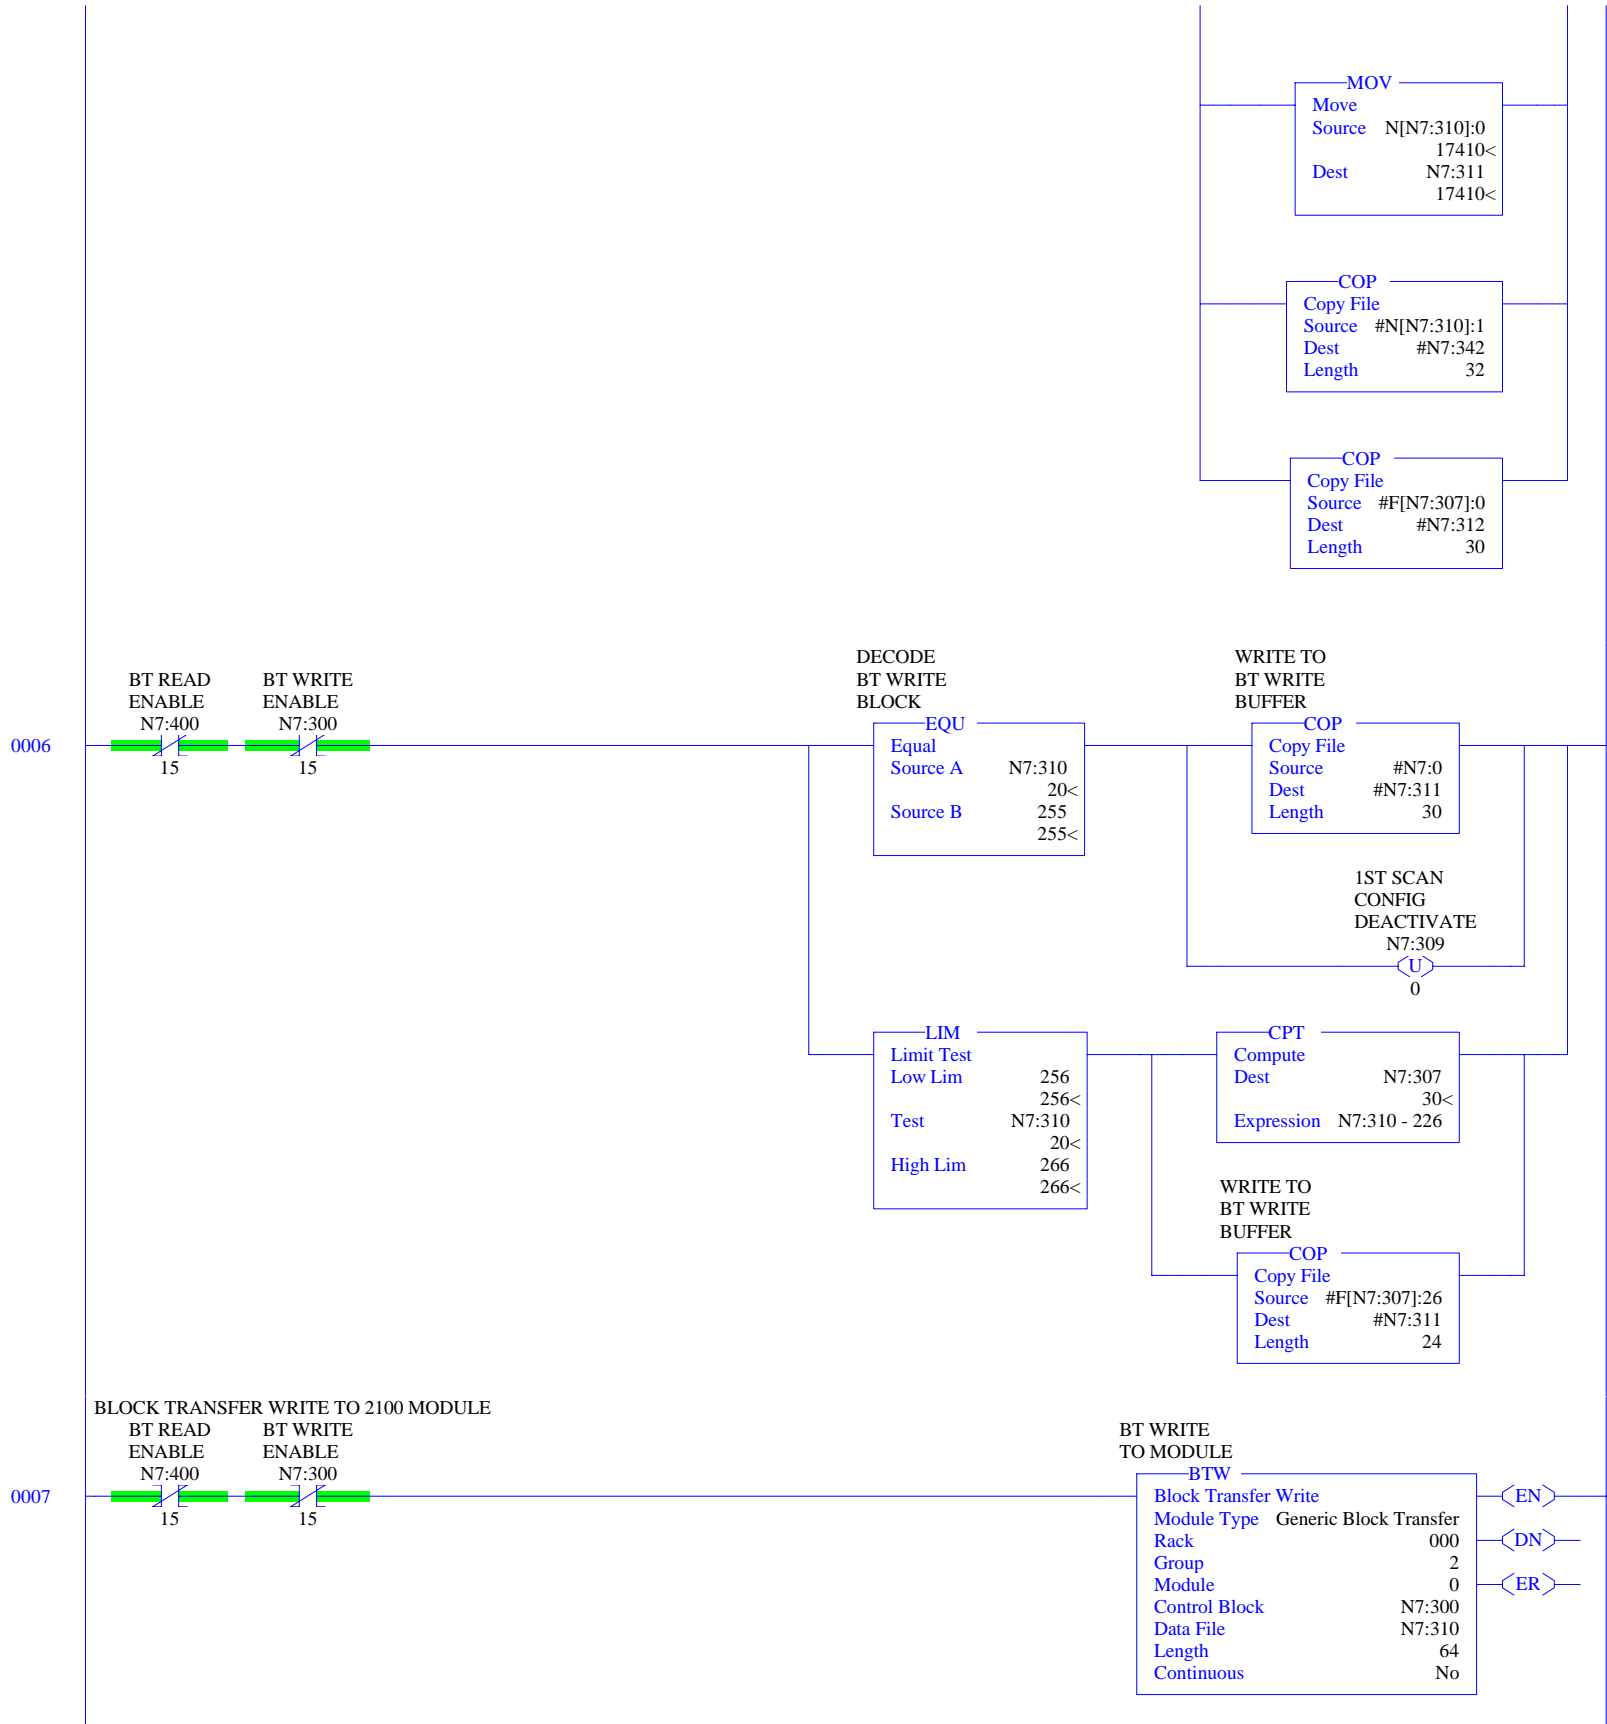 MOV
Move
Source N[N7:310]:0
17410<
Dest N7:311
17410<
COP
Copy File
Source #N[N7:310]:1
Dest #N7:342
Length 32
COP
Copy File
Source #F[N7:307]:0
Dest #N7:312
Length 30
0006
BT READ
ENABLE
N7:400
15
BT WRITE
ENABLE
N7:300
15
DECODE
BT WRITE
BLOCK
EQU
Equal
Source A N7:310
20<
Source B 255
255<
WRITE TO
BT WRITE
BUFFER
COP
Copy File
Source #N7:0
Dest #N7:311
Length 30
1ST SCAN
CONFIG
DEACTIVATE
N7:309
U
0
LIM
Limit Test
Low Lim 256
256<
Test N7:310
20<
High Lim 266
266<
CPT
Compute
Dest N7:307
30<
Expression N7:310 - 226
WRITE TO
BT WRITE
BUFFER
COP
Copy File
Source #F[N7:307]:26
Dest #N7:311
Length 24
BLOCK TRANSFER WRITE TO 2100 MODULE
0007
BT READ
ENABLE
N7:400
15
BT WRITE
ENABLE
N7:300
15
BT WRITE
TO MODULE
BTW
Block Transfer Write
Module Type Generic Block Transfer
Rack 000
Group 2
Module 0
Control Block N7:300
Data File N7:310
Length 64
Continuous No
EN
DN
ER